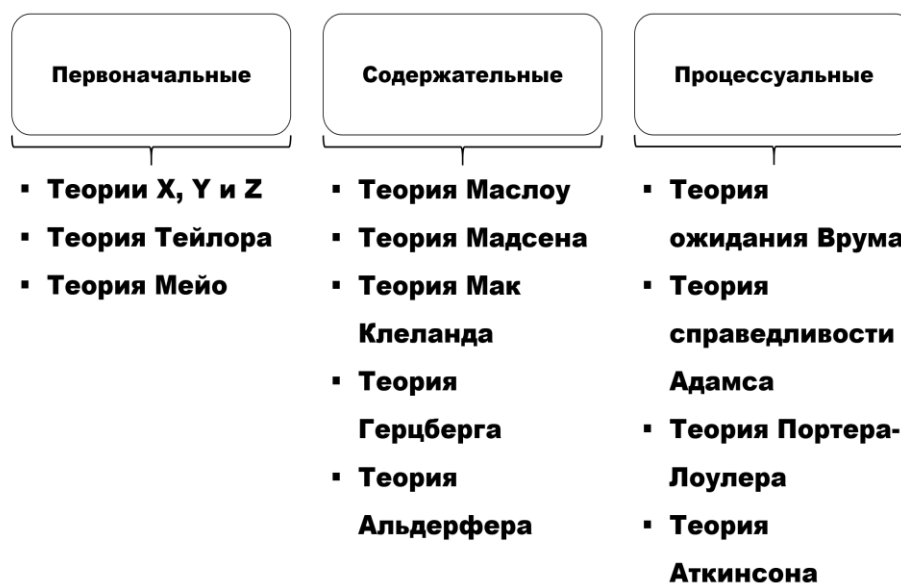 Первоначальные
▪ Теории X, Y и Z
▪ Теория Тейлора
▪ Теория Мейо
Содержательные
▪ Теория Маслоу
▪ Теория Мадсена
▪ Теория Мак
Клеланда
▪ Теория
Герцберга
▪ Теория
Альдерфера
Процессуальные
▪ Теория
ожидания Врума
▪ Теория
справедливости
Адамса
▪ Теория Портера-
Лоулера
▪ Теория
Аткинсона